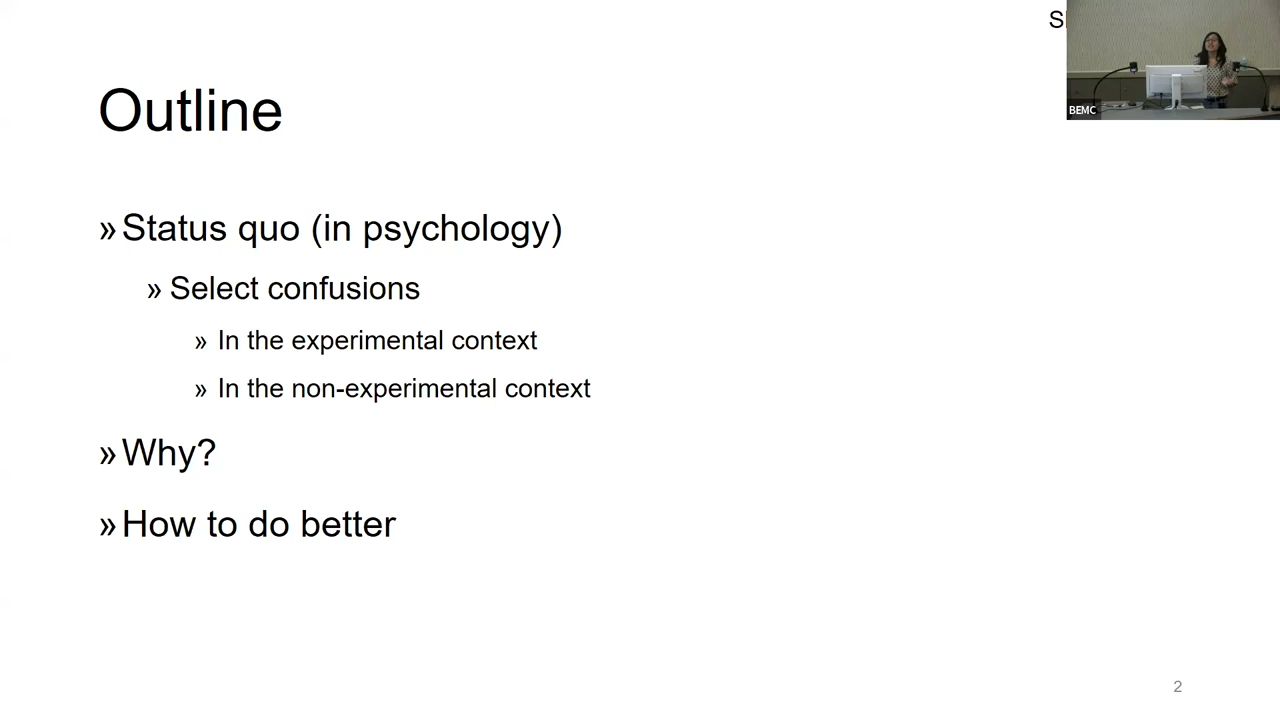 Outline
» Status quo (in psychology)
» Select confusions
» In the experimental context
» In the non-experimental context
» Why?
» How to do better
BEMC
2